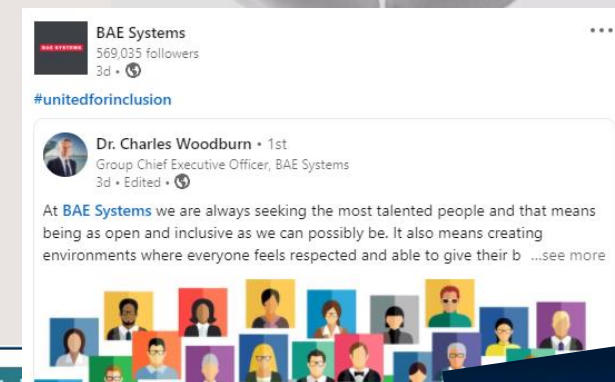 BAE SYSTEMS
BAE Systems
569,035 followers
3d •
#unitedforinclusion
Dr. Charles Woodburn • 1st
Group Chief Executive Officer, BAE Systems
3d • Edited •
At BAE Systems we are always seeking the most talented people and that means
being as open and inclusive as we can possibly be. It also means creating
environments where everyone feels respected and able to give their b ...see more